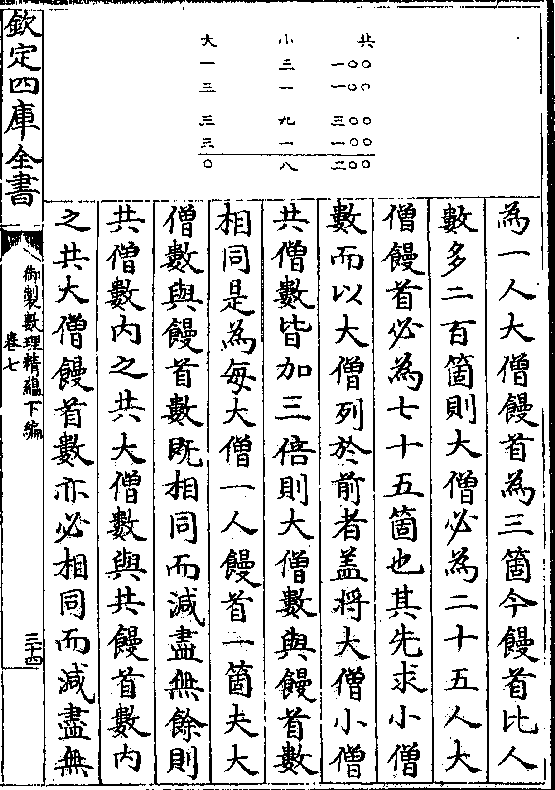 大 小 共
一 三 一〇〇
三 一 一〇〇
三 九 三〇〇
三 一 一〇〇
〇 八 二〇〇
為一人大僧饅首為三箇今饅首比人
數多二百箇則大僧必為二十五人大
僧饅首必為七十五箇也其先求小僧
數而以大僧列於前者盖將大僧小僧
共僧數皆加三倍則大僧數與饅首數
相同是為每大僧一人饅首一箇夫大
僧數與饅首數既相同而減盡無餘則
共僧數內之共大僧數與共饅首數內
之共大僧饅首數亦必相同而減盡無
欽定四庫全書
御製數理精蘊下編
卷七
三十四